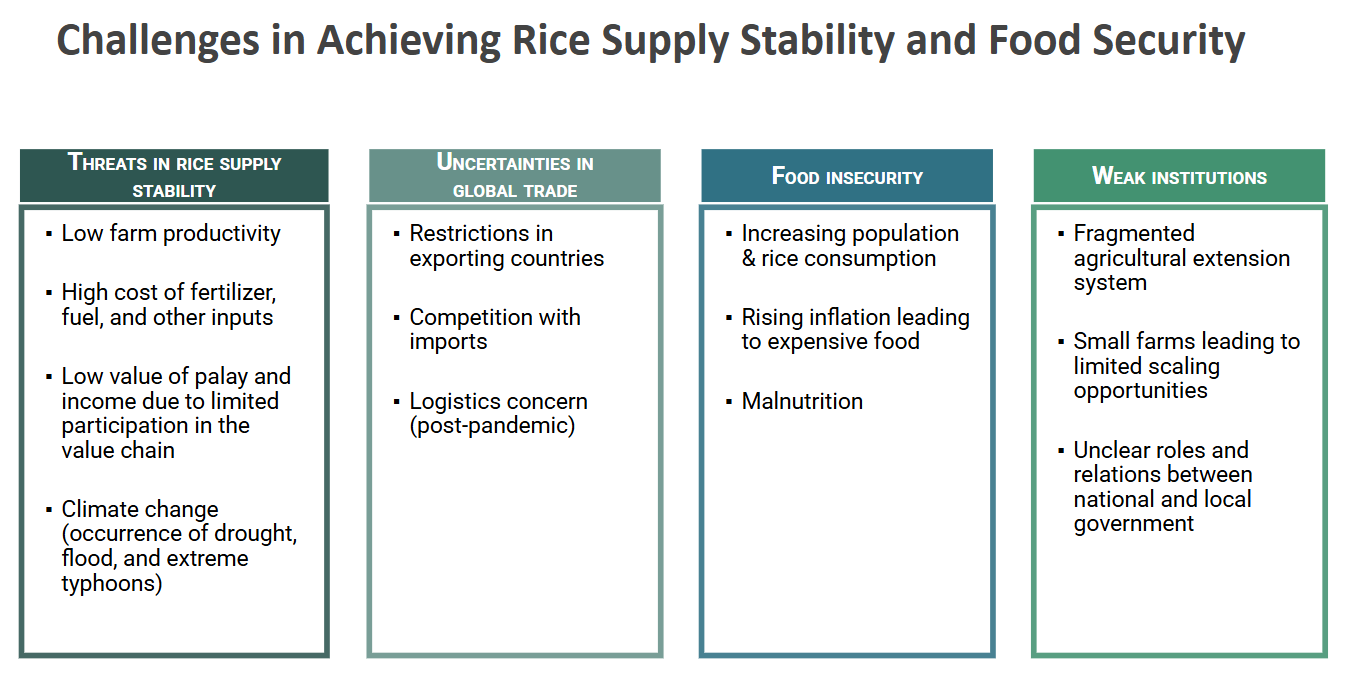 Challenges in Achieving Rice Supply Stability and Food Security
THREATS IN RICE SUPPLY
STABILITY
▪ Low farm productivity
▪ High cost of fertilizer,
fuel, and other inputs
▪ Low value of palay and
income due to limited
participation in the
value chain
▪ Climate change
(occurrence of drought,
flood, and extreme
typhoons)
UNCERTAINTIES IN
GLOBAL TRADE
▪ Restrictions in
exporting countries
▪ Competition with
imports
▪ Logistics concern
(post-pandemic)
FOOD INSECURITY
▪ Increasing population
& rice consumption
▪ Rising inflation leading
to expensive food
▪ Malnutrition
WEAK INSTITUTIONS
▪ Fragmented
agricultural extension
system
▪ Small farms leading to
limited scaling
opportunities
▪ Unclear roles and
relations between
national and local
government